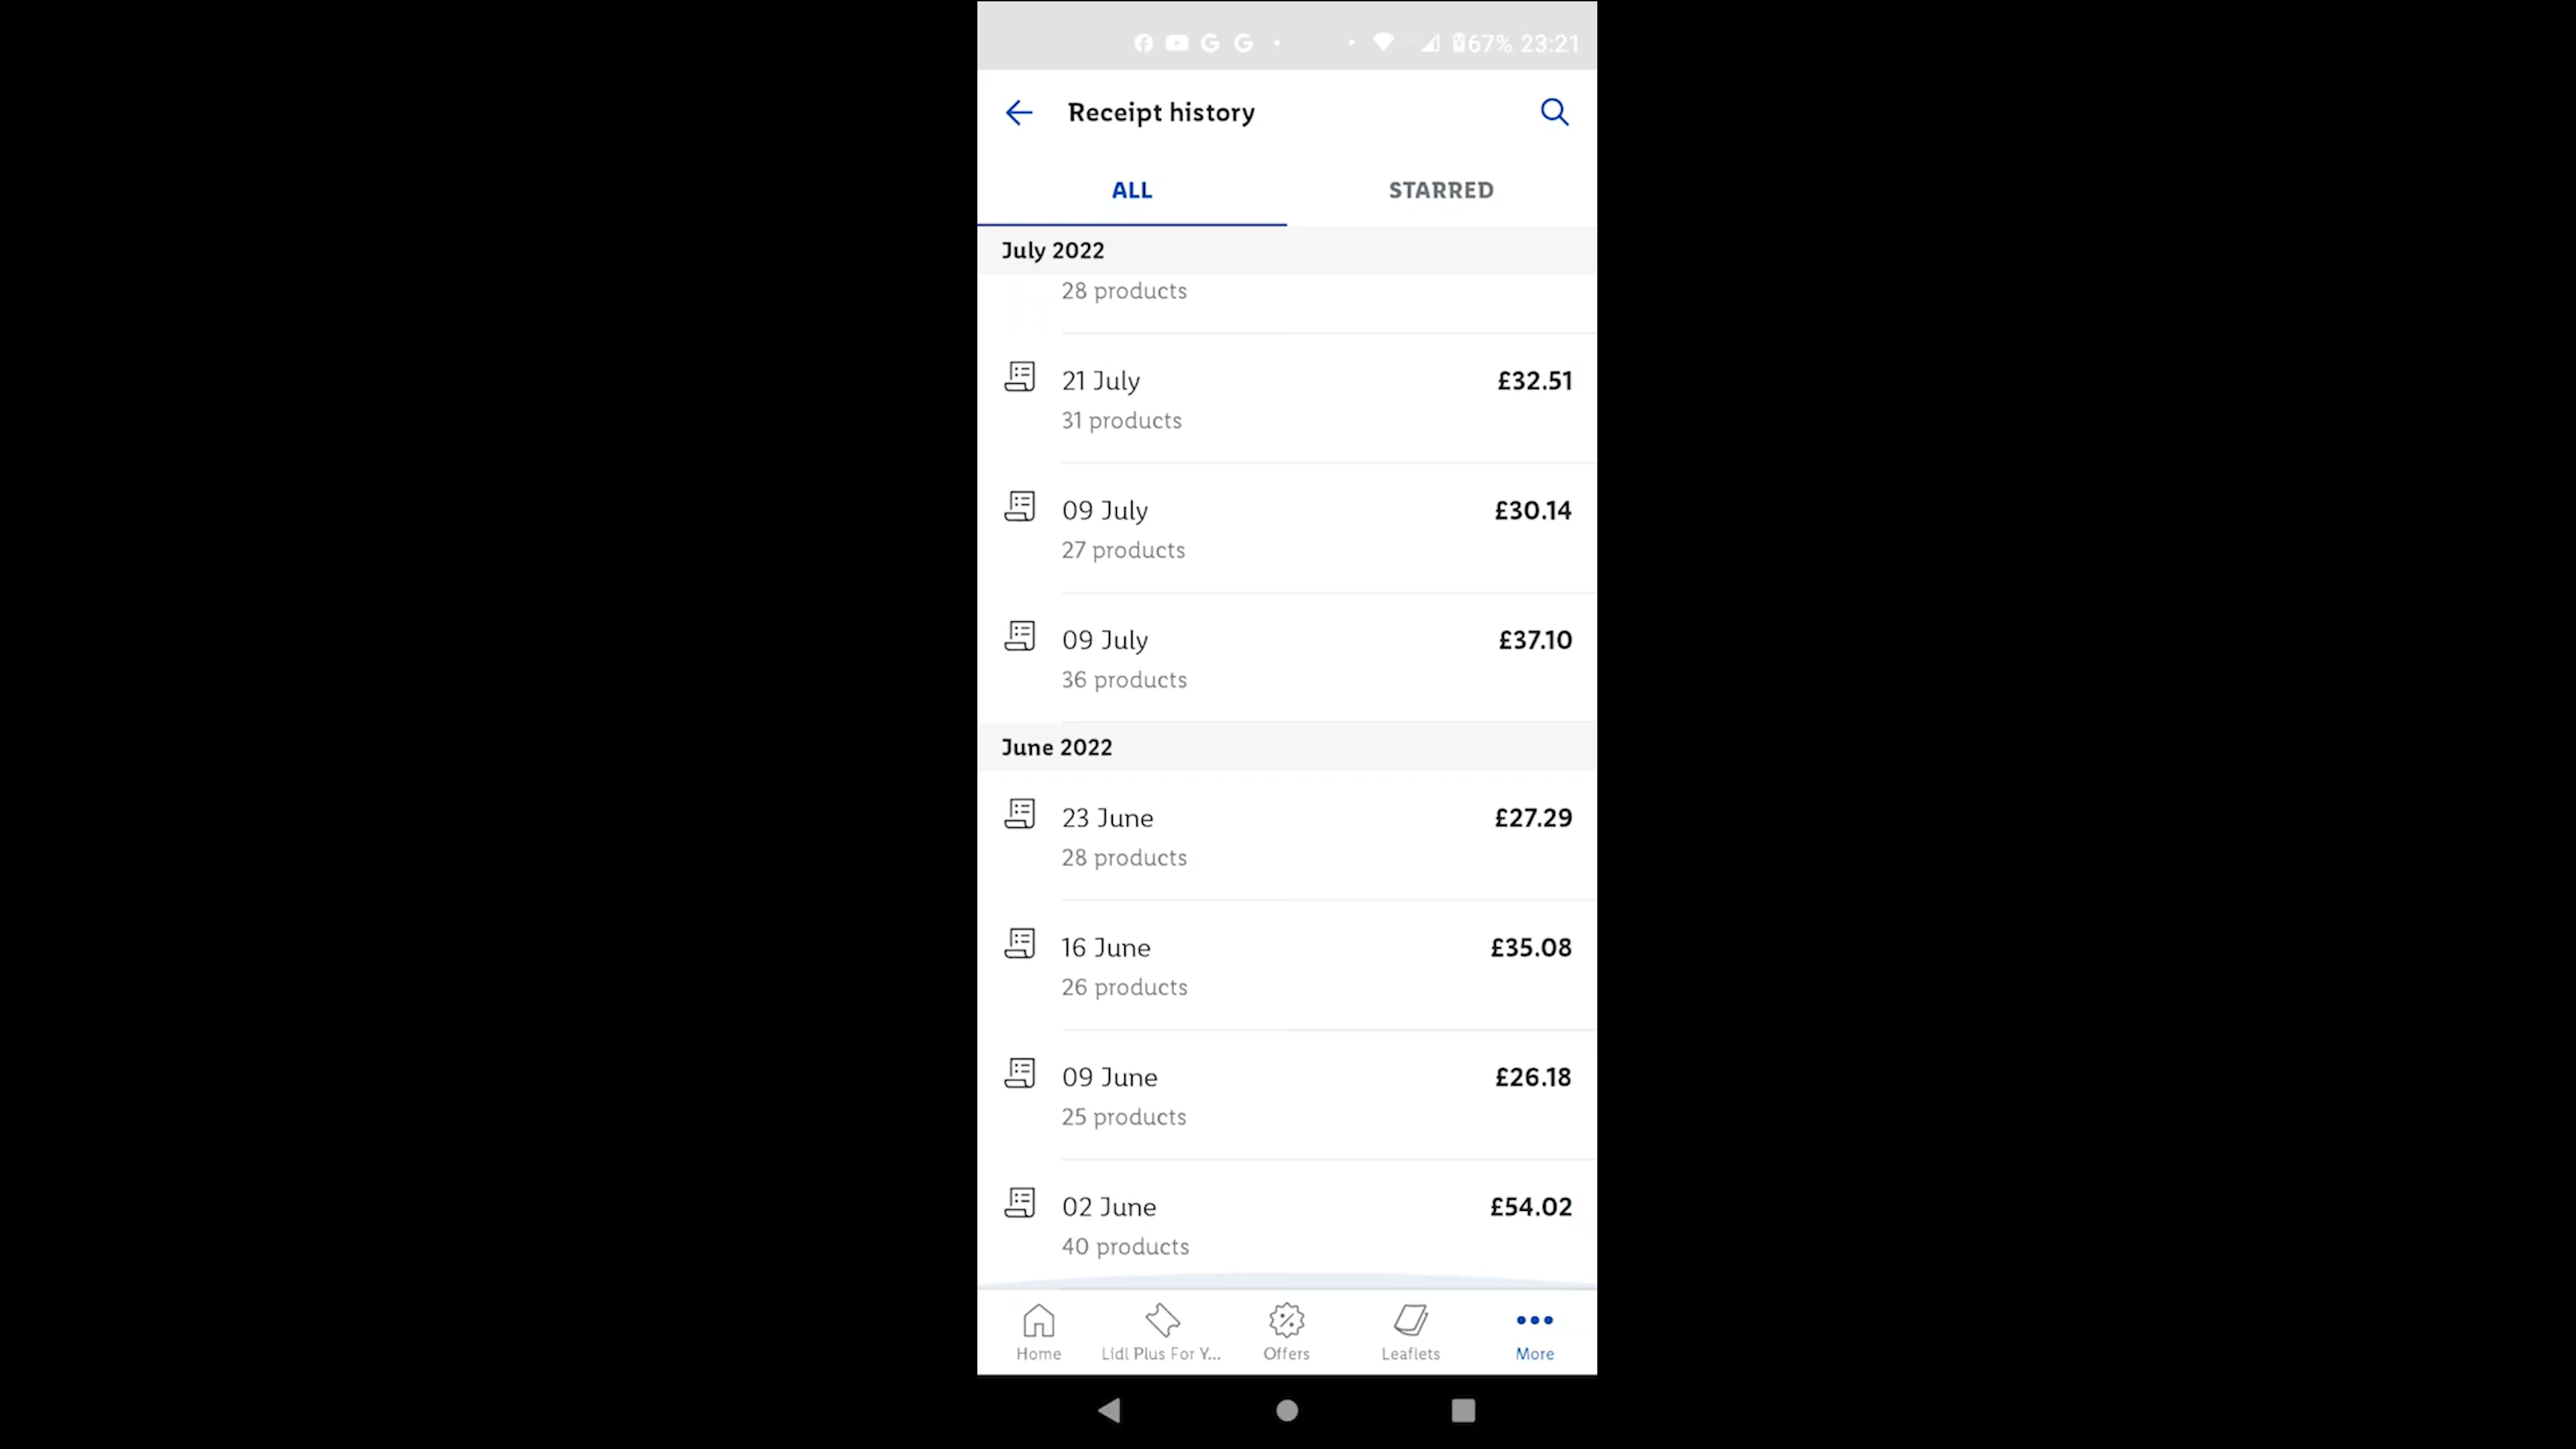 67% 23:21
Receipt history
ALL STARRED
July 2022
28 products
21 July £32.51
31 products
09 July £30.14
27 products
09 July £37.10
36 products
June 2022
23 June £27.29
28 products
16 June £35.08
26 products
09 June £26.18
25 products
02 June £54.02
40 products
Home Lidl Plus For Y... Offers Leaflets More